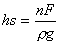 hs = nF / ρg